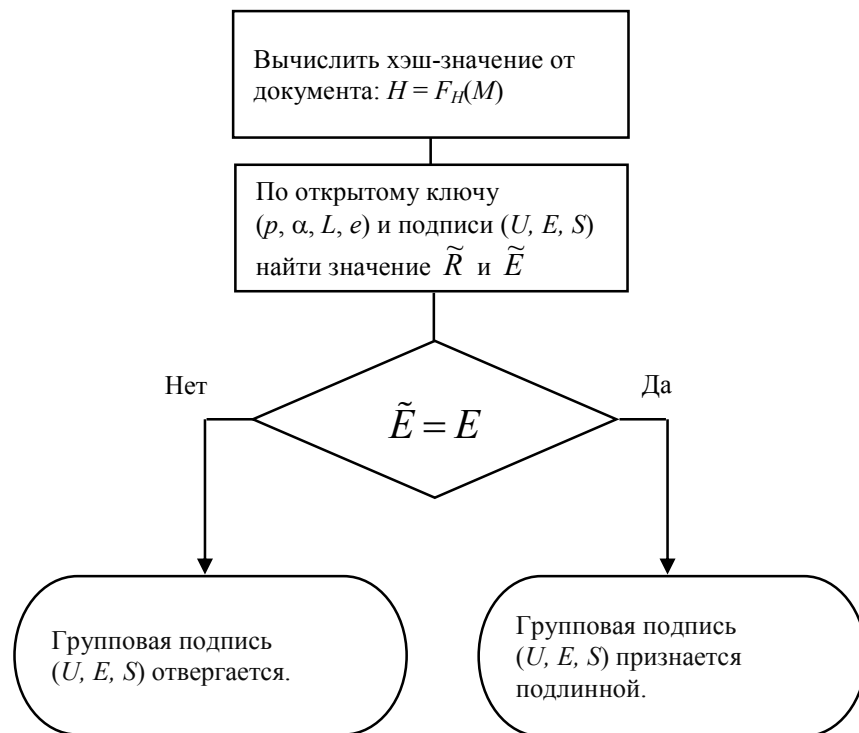 Вычислить хэш-значение от
документа: H = F_H(M)
По открытому ключу
(p, α, L, e) и подписи (U, E, S)
найти значение R̃ и Ẽ
Нет
Да
Ẽ = E
Групповая подпись
(U, E, S) отвергается.
Групповая подпись
(U, E, S) признается
подлинной.